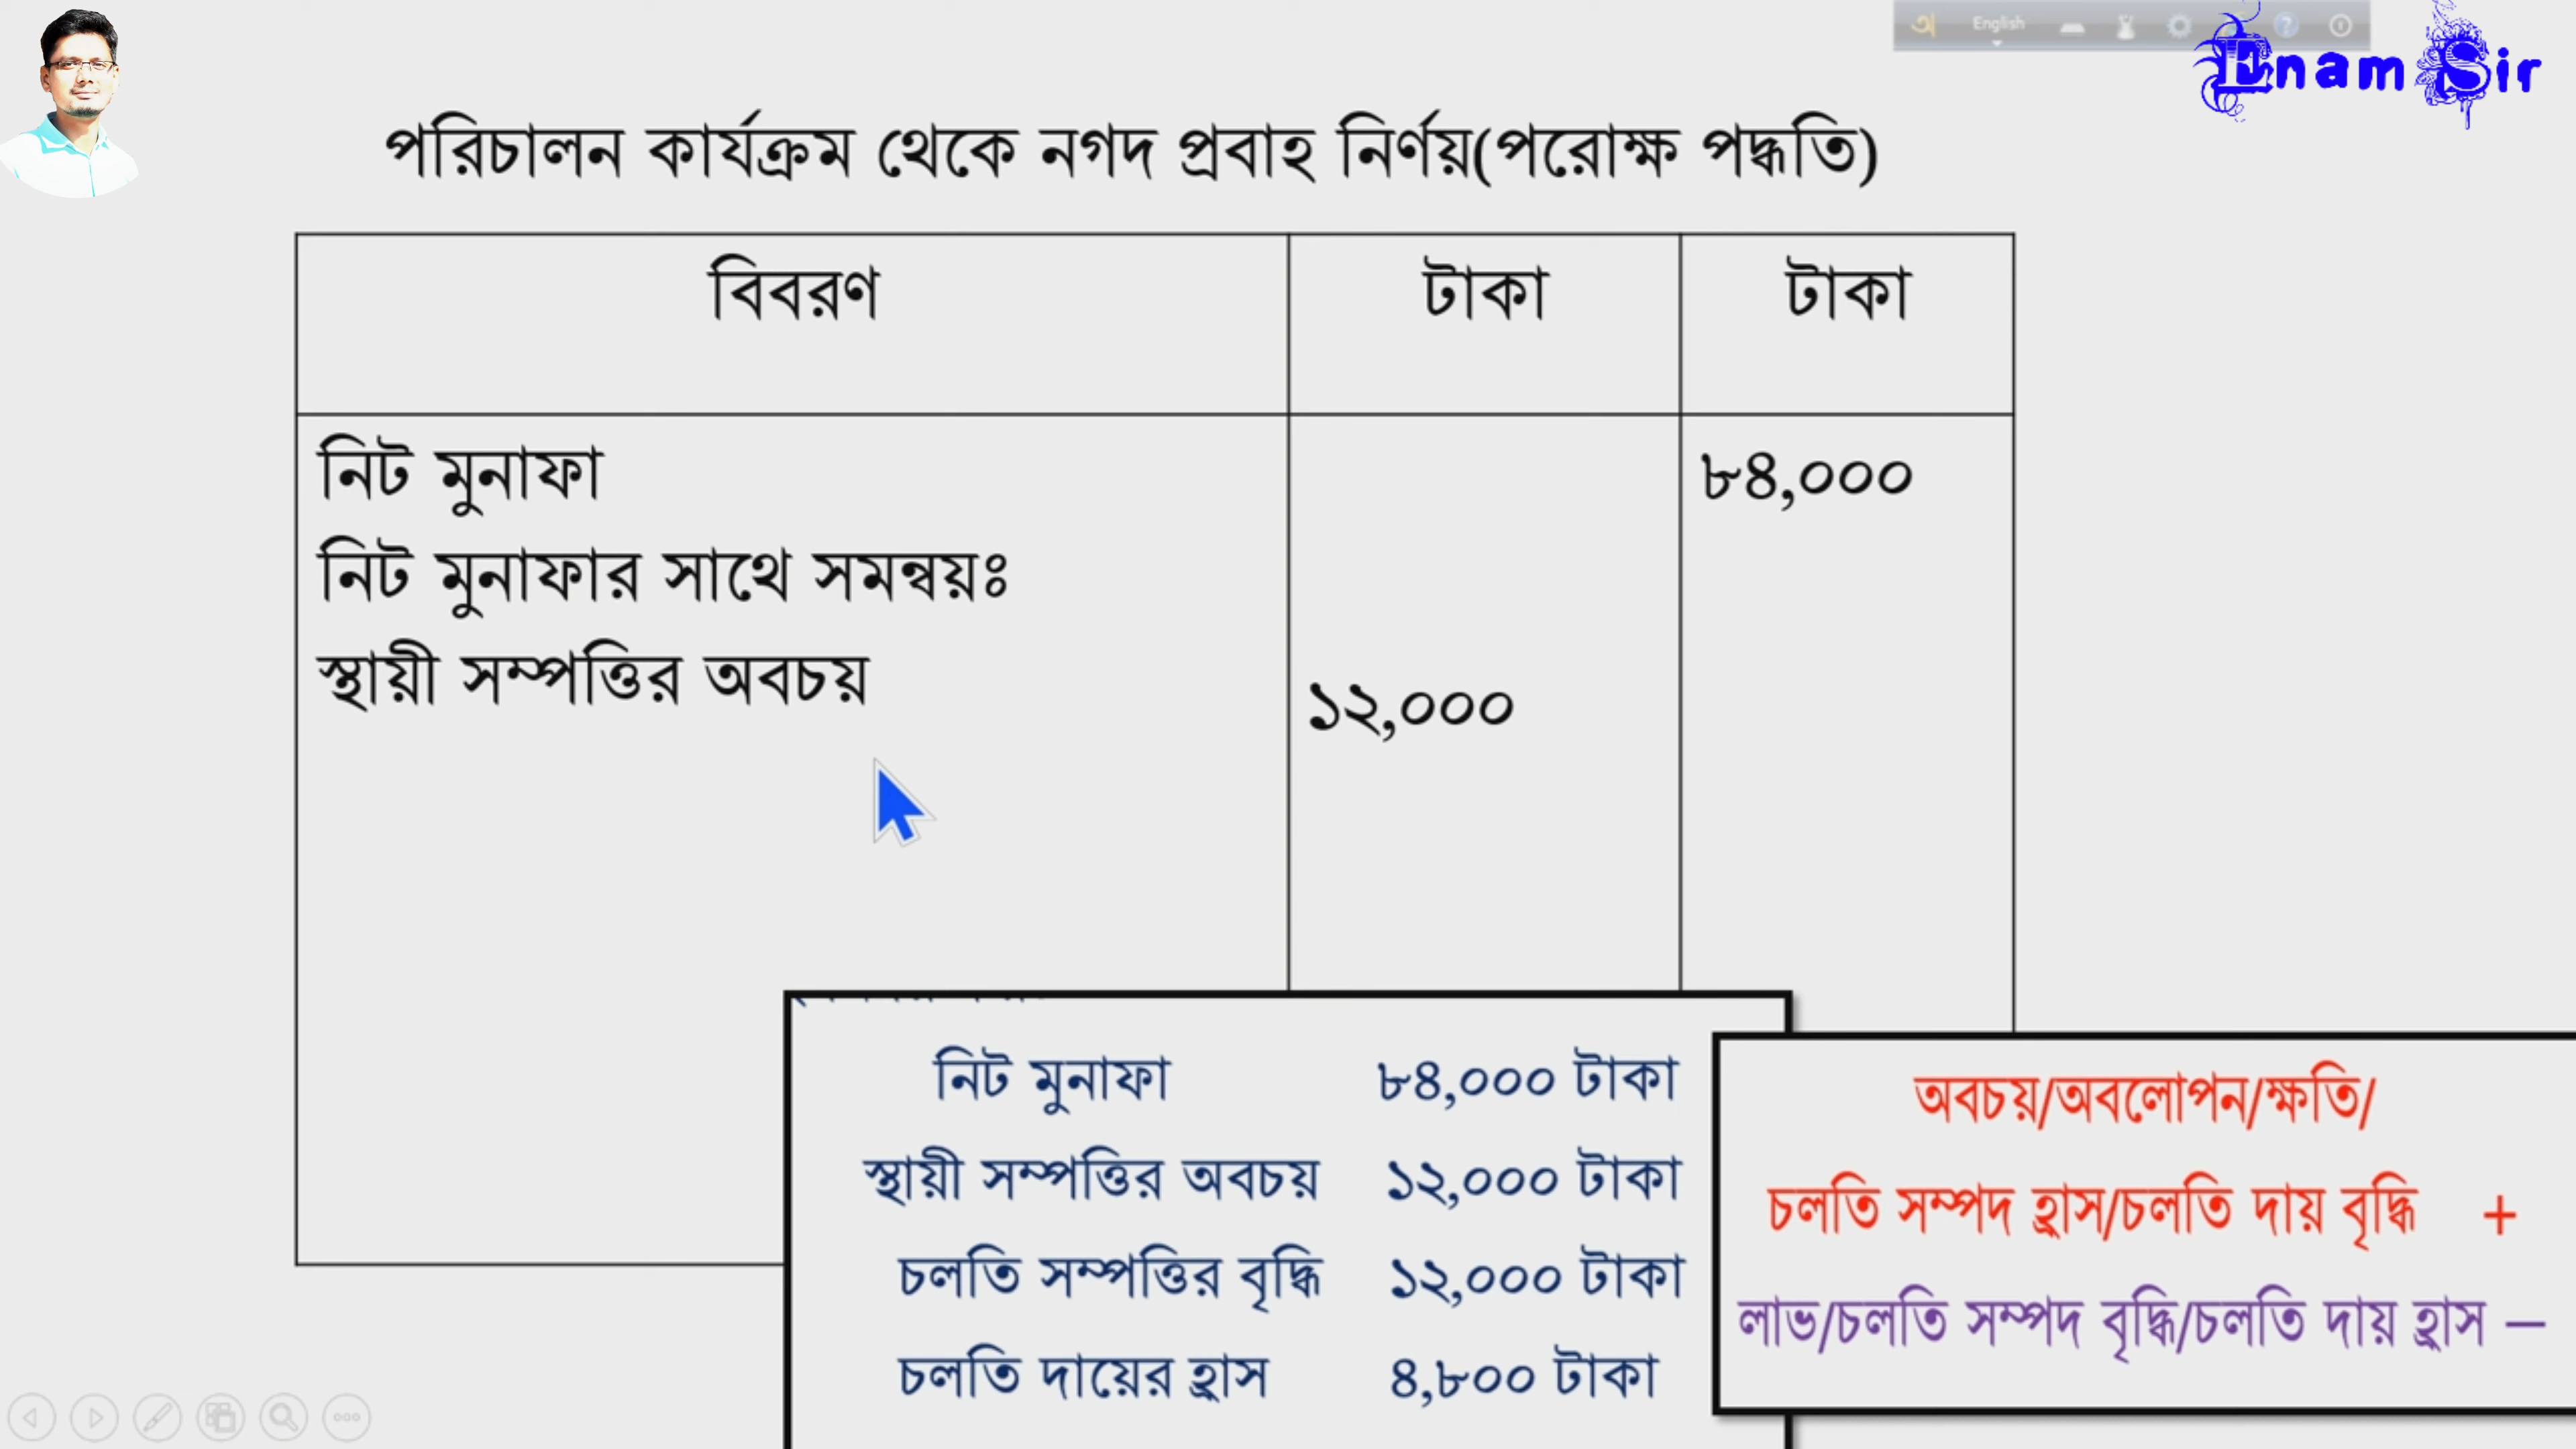 English
Enam Sir
পরিচালন কার্যক্রম থেকে নগদ প্রবাহ নির্ণয়(পরোক্ষ পদ্ধতি)
বিবরণ টাকা টাকা
নিট মুনাফা ৮৪,০০০
নিট মুনাফার সাথে সমন্বয়ঃ
স্থায়ী সম্পত্তির অবচয় ১২,০০০
নিট মুনাফা ৮৪,০০০ টাকা
স্থায়ী সম্পত্তির অবচয় ১২,০০০ টাকা
চলতি সম্পত্তির বৃদ্ধি ১২,০০০ টাকা
চলতি দায়ের হ্রাস ৪,৮০০ টাকা
অবচয়/অবলোপন/ক্ষতি/
চলতি সম্পদ হ্রাস/চলতি দায় বৃদ্ধি +
লাভ/চলতি সম্পদ বৃদ্ধি/চলতি দায় হ্রাস –